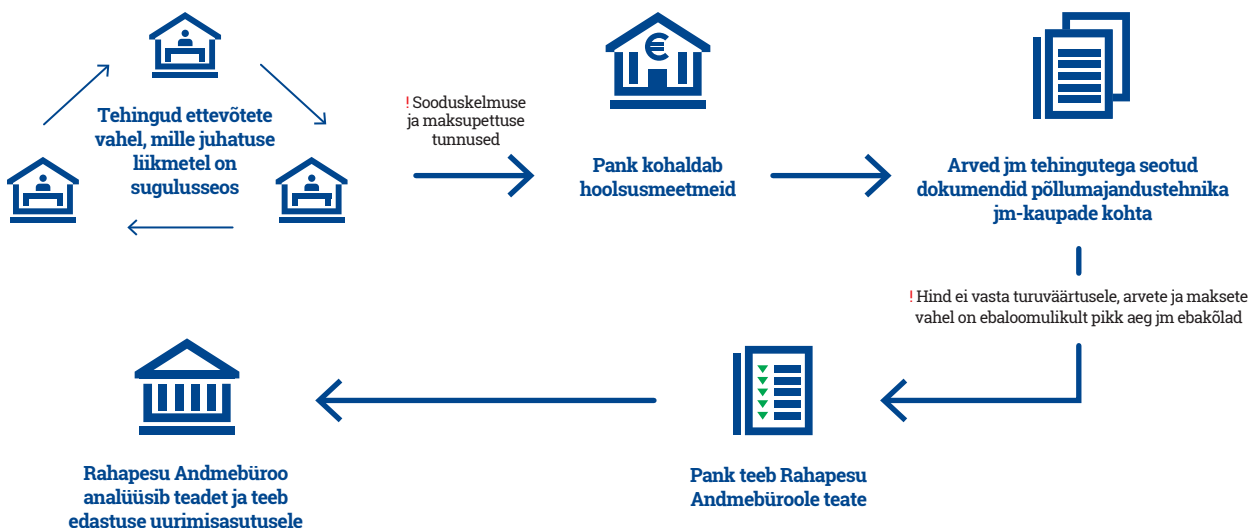 Tehingud ettevõtete
vahel, mille juhatuse
liikmetel on
sugulusseos
! Sooduskelmuse
ja maksupettuse
tunnused
€
Pank kohaldab
hoolsusmeetmeid
Arved jm tehingutega seotud
dokumendid põllumajandustehnika
jm-kaupade kohta
! Hind ei vasta turuväärtusele, arvete ja maksete
vahel on ebaloomulikult pikk aeg jm ebakõlad
Pank teeb Rahapesu
Andmebüroole teate
Rahapesu Andmebüroo
analüüsib teadet ja teeb
edastuse uurimisasutusele